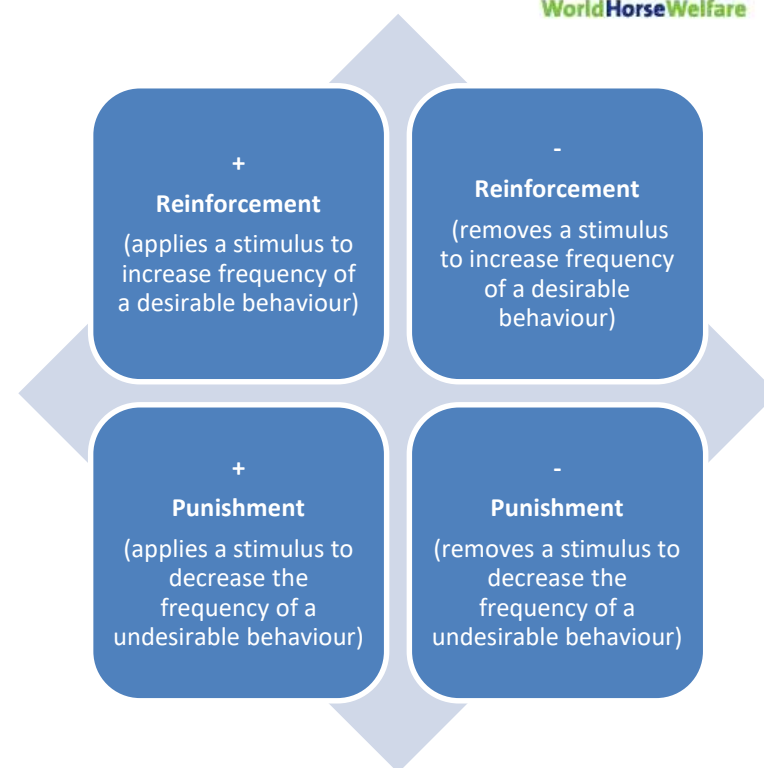 WorldHorseWelfare
+
Reinforcement
(applies a stimulus to
increase frequency of
a desirable behaviour)
-
Reinforcement
(removes a stimulus
to increase frequency
of a desirable
behaviour)
+
Punishment
(applies a stimulus to
decrease the
frequency of a
undesirable behaviour)
-
Punishment
(removes a stimulus to
decrease the
frequency of a
undesirable behaviour)